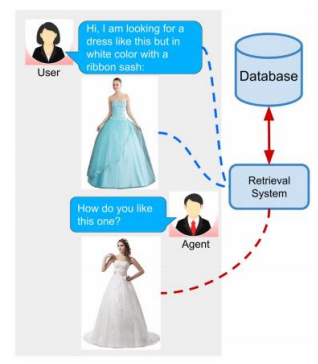 Hi, I am looking for a
dress like this but in
white color with a
ribbon sash:
User
Database
Retrieval
System
How do you like
this one?
Agent